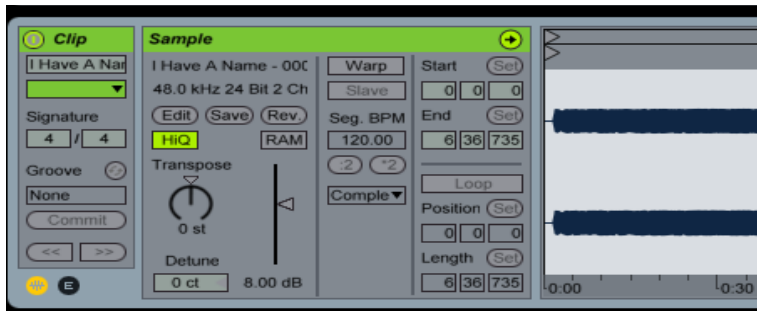 Clip
I Have A Nar
Signature
4 / 4
Groove
None
Commit
<< >>
E
Sample
I Have A Name - 000
48.0 kHz 24 Bit 2 Ch
Edit Save Rev.
HiQ RAM
Transpose
0 st
Detune
0 ct 8.00 dB
Warp
Slave
Seg. BPM
120.00
:2 *2
Comple
Start Set
0 0 0
End Set
6 36 735
Loop
Position Set
0 0 0
Length Set
6 36 735
0:00 0:30